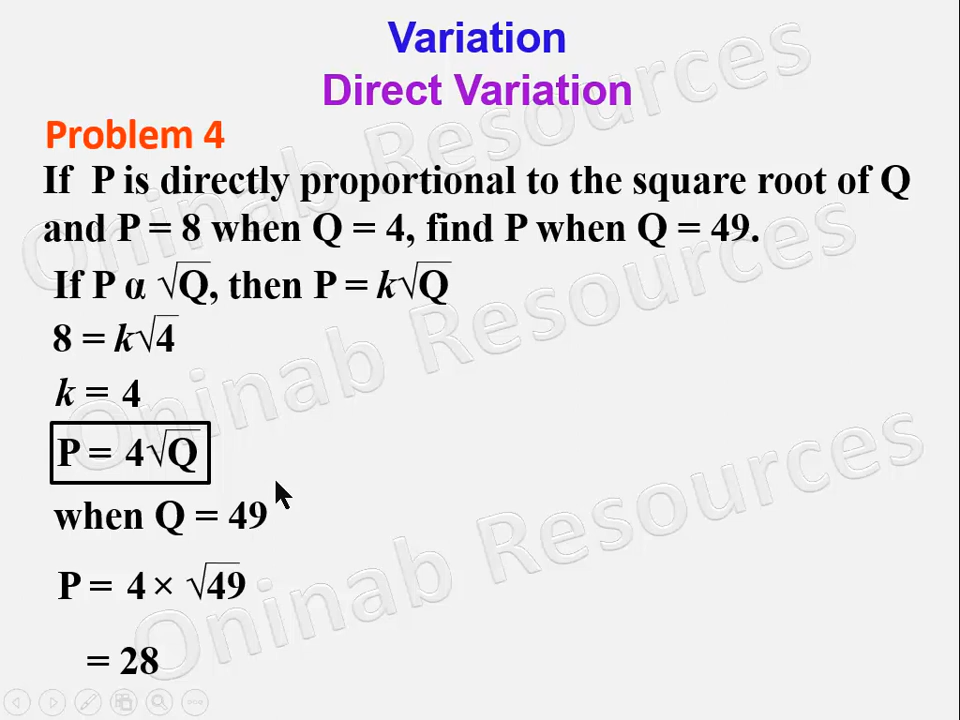 Variation
Direct Variation
Problem 4
If P is directly proportional to the square root of Q
and P = 8 when Q = 4, find P when Q = 49.
If P α √Q, then P = k√Q
8 = k√4
k = 4
P = 4√Q
when Q = 49
P = 4 × √49
= 28
Oninab Resources
Oninab Resources
Oninab Resources